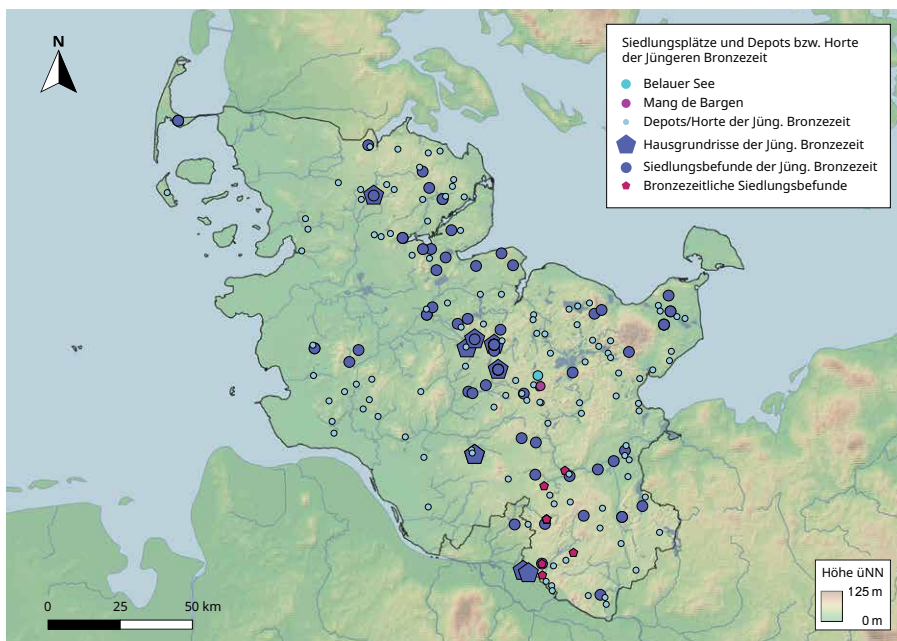 N
Siedlungsplätze und Depots bzw. Horte
der Jüngeren Bronzezeit
Belauer See
Mang de Bargen
Depots/Horte der Jüng. Bronzezeit
Hausgrundrisse der Jüng. Bronzezeit
Siedlungsbefunde der Jüng. Bronzezeit
Bronzezeitliche Siedlungsbefunde
Höhe üNN
125 m
0 m
0 25 50 km